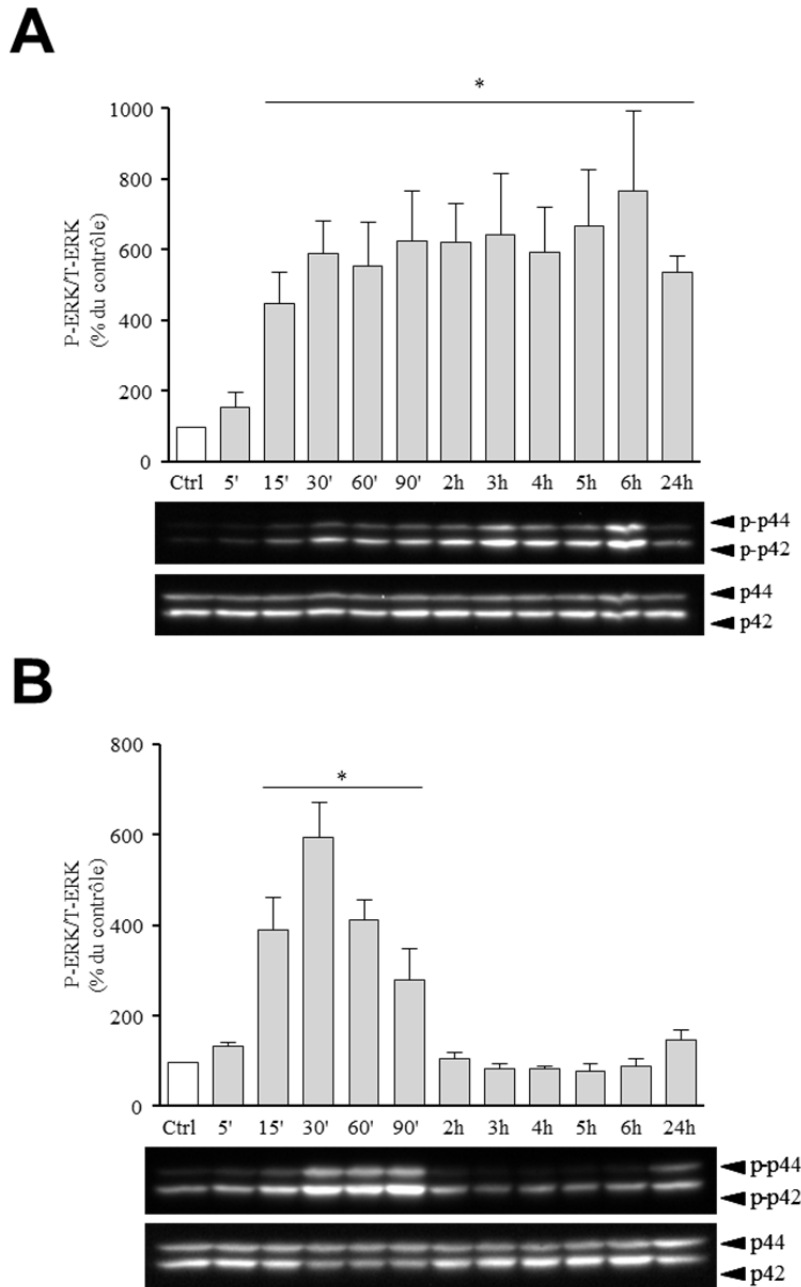 A
*
1000
800
600
400
200
0
P-ERK/T-ERK
(% du contrôle)
Ctrl 5' 15' 30' 60' 90' 2h 3h 4h 5h 6h 24h
p-p44
p-p42
p44
p42
B
*
800
600
400
200
0
P-ERK/T-ERK
(% du contrôle)
Ctrl 5' 15' 30' 60' 90' 2h 3h 4h 5h 6h 24h
p-p44
p-p42
p44
p42